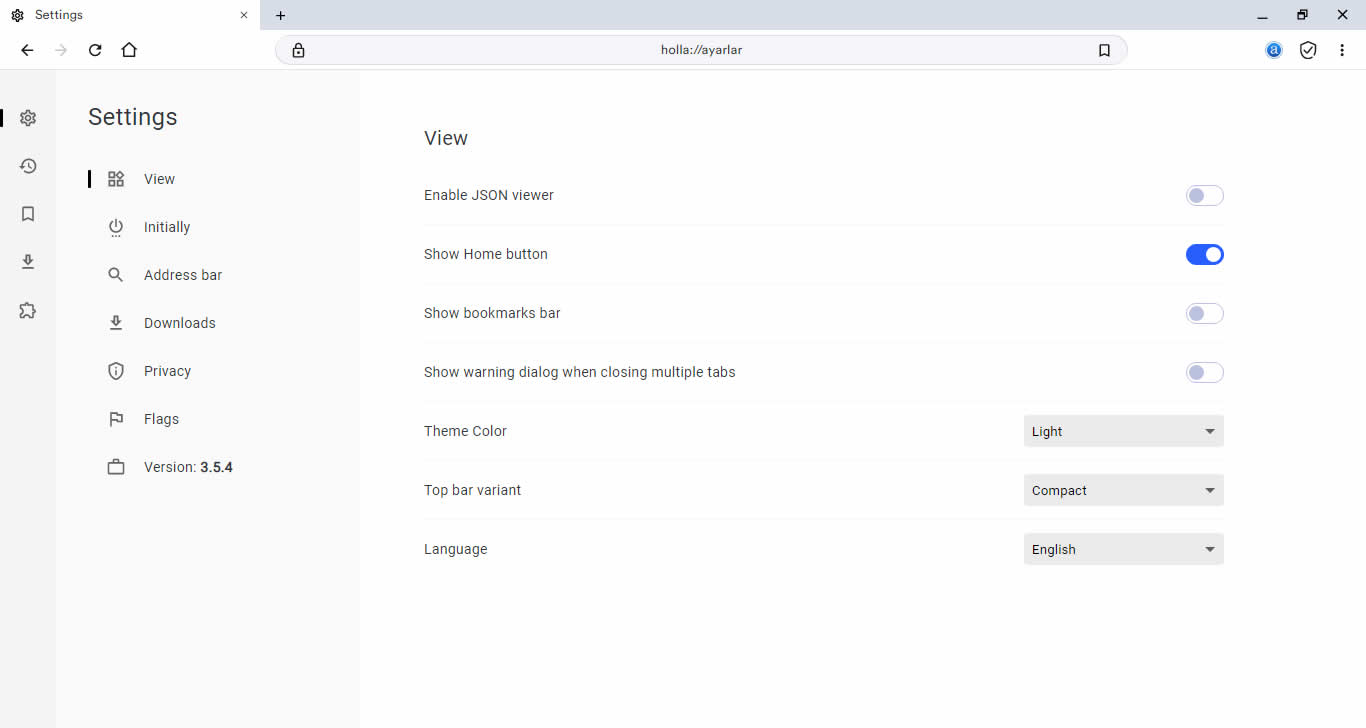 Settings
holla://ayarlar
a
Settings
View
Initially
Address bar
Downloads
Privacy
Flags
Version: 3.5.4
View
Enable JSON viewer
Show Home button
Show bookmarks bar
Show warning dialog when closing multiple tabs
Theme Color
Light
Top bar variant
Compact
Language
English